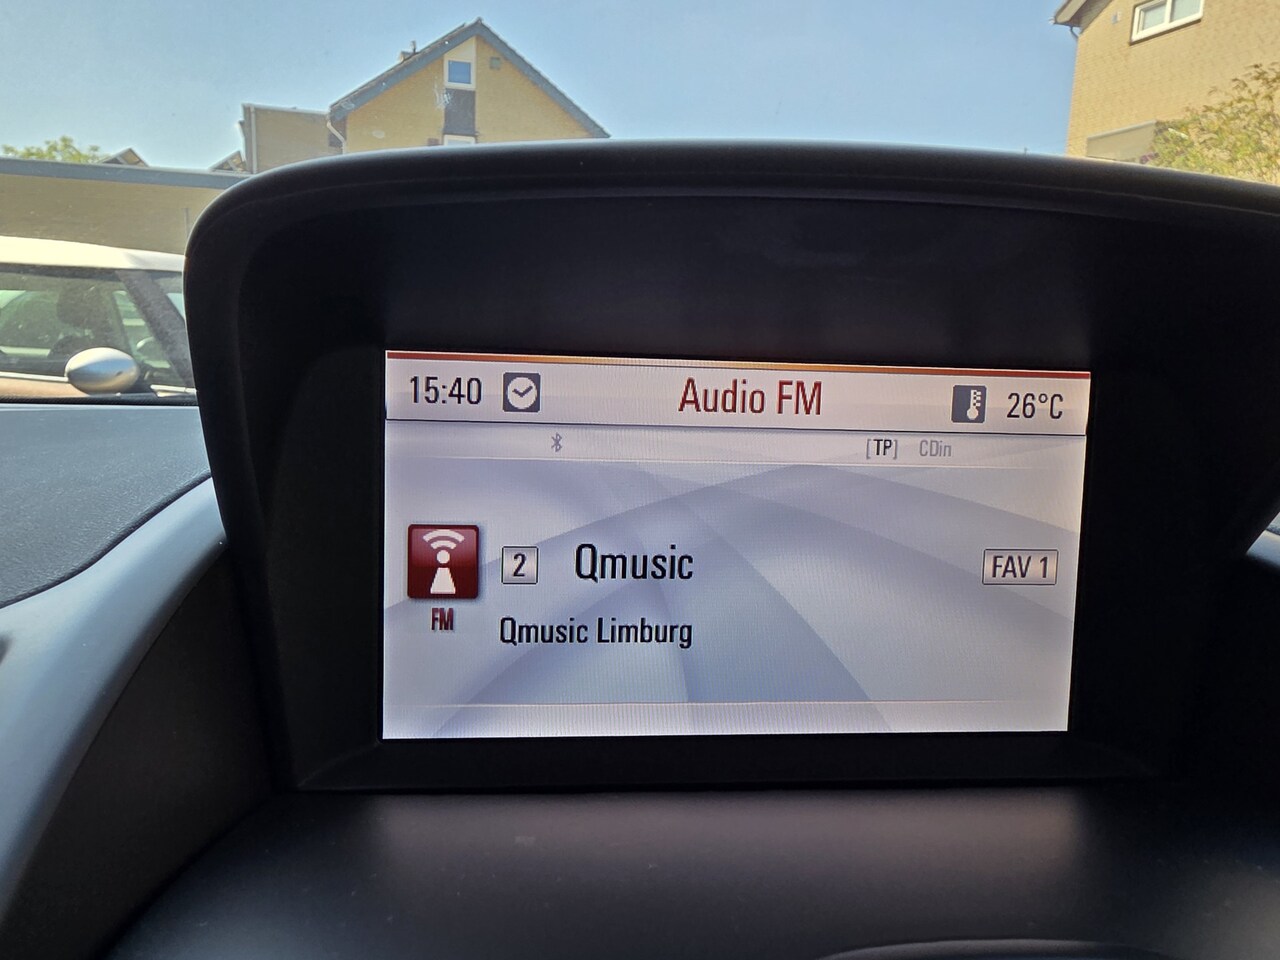 15:40 Audio FM 26°C
[TP] CDin
2 Qmusic FAV 1
FM
Qmusic Limburg